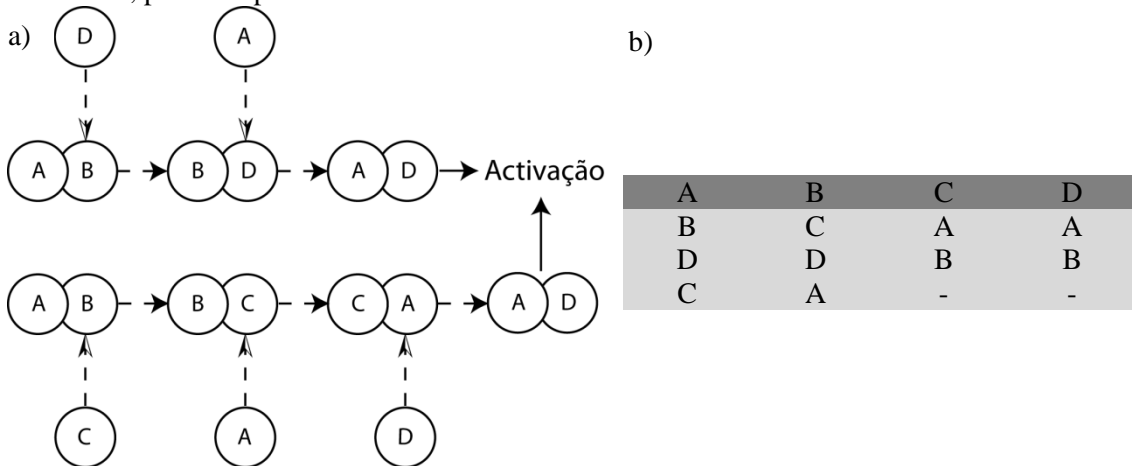 a)
D
A
b)
A B
B D
A D
Activação
A B
B C
C A
A D
C
A
D
A B C D
B C A A
D D B B
C A - -